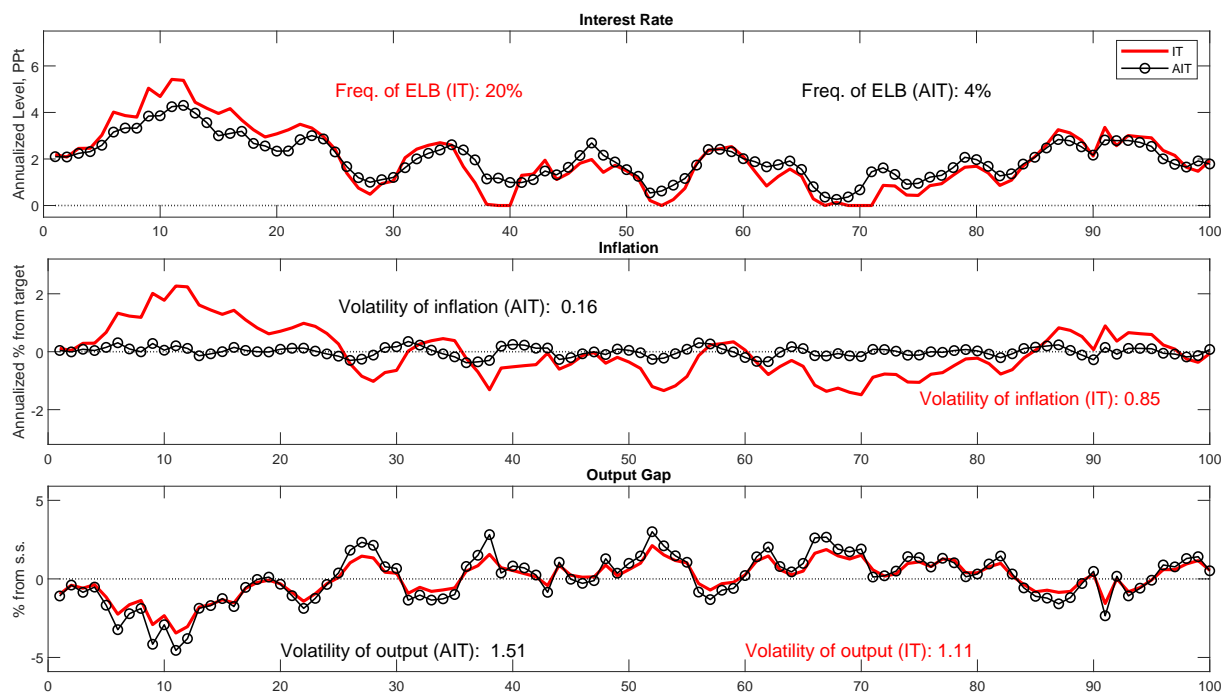 Interest Rate
Annualized Level, PPt
6
4
2
0
Freq. of ELB (IT): 20%
Freq. of ELB (AIT): 4%
IT
AIT
0 10 20 30 40 50 60 70 80 90 100
Inflation
Annualized % from target
2
0
-2
Volatility of inflation (AIT): 0.16
Volatility of inflation (IT): 0.85
0 10 20 30 40 50 60 70 80 90 100
Output Gap
% from s.s.
5
0
-5
Volatility of output (AIT): 1.51
Volatility of output (IT): 1.11
0 10 20 30 40 50 60 70 80 90 100